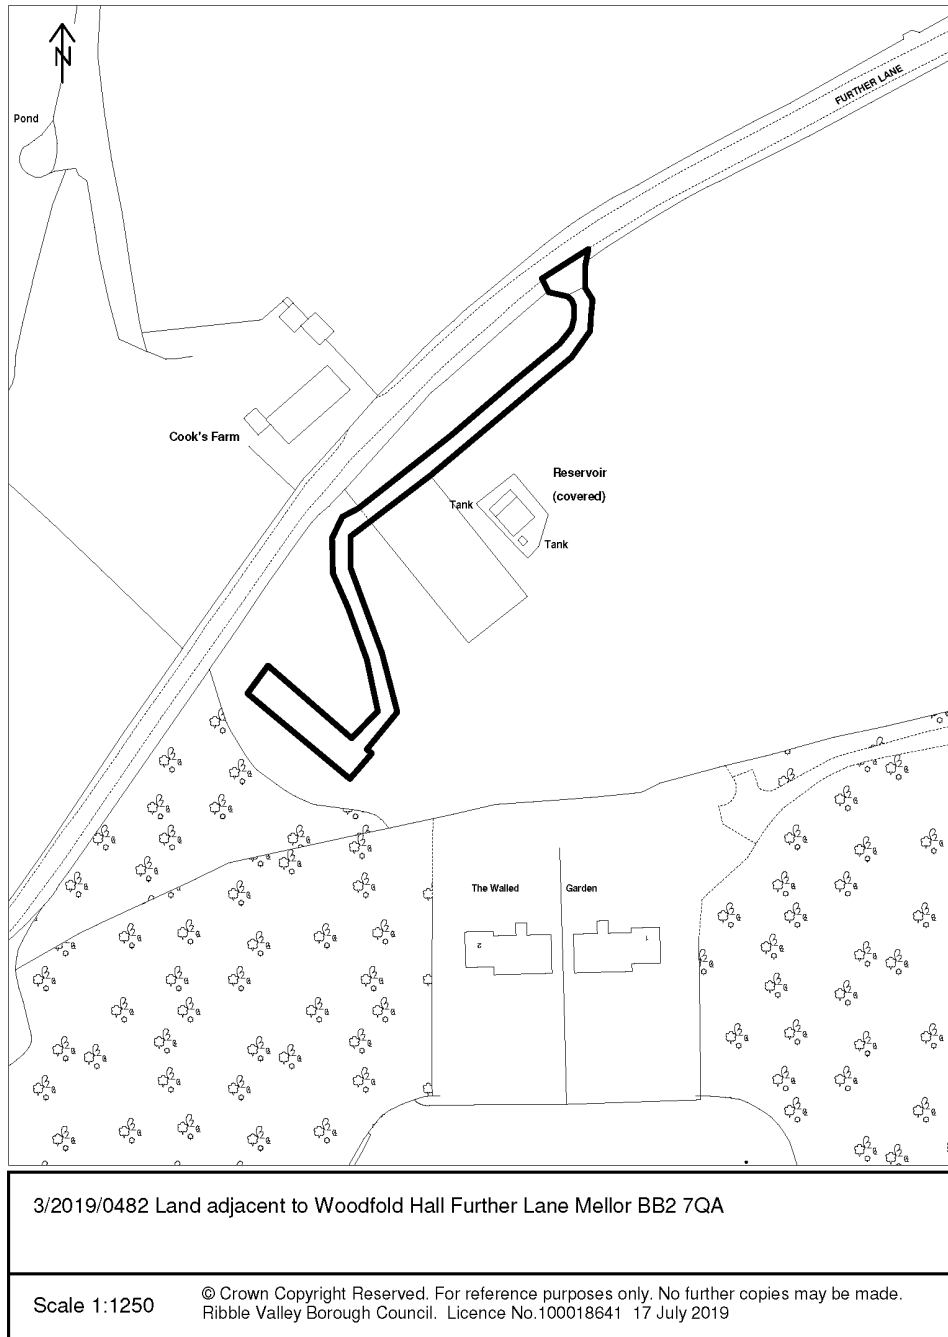 N
FURTHER LANE
Pond
Cook's Farm
Reservoir
(covered)
Tank
Tank
The Walled
Garden
2
1
3/2019/0482 Land adjacent to Woodfold Hall Further Lane Mellor BB2 7QA
Scale 1:1250
© Crown Copyright Reserved. For reference purposes only. No further copies may be made.
Ribble Valley Borough Council. Licence No.100018641 17 July 2019